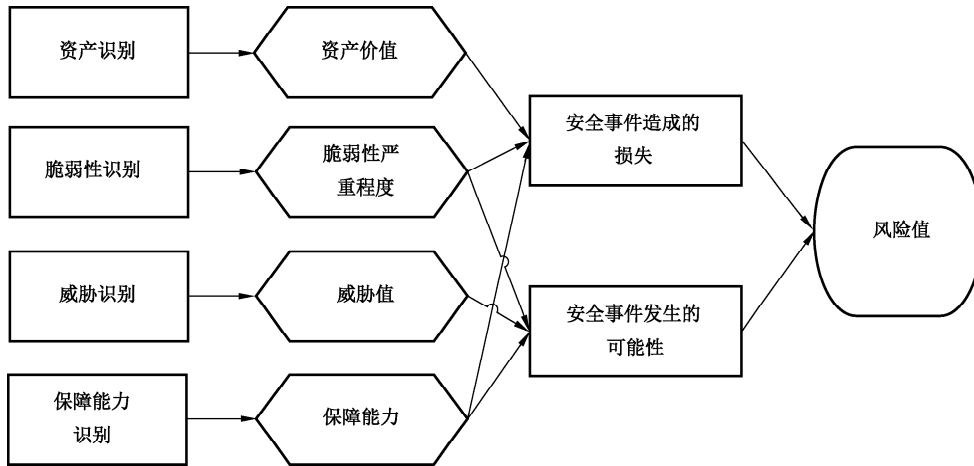 资产识别
资产价值
安全事件造成的
损失
脆弱性识别
脆弱性严
重程度
风险值
威胁识别
威胁值
安全事件发生的
可能性
保障能力
识别
保障能力